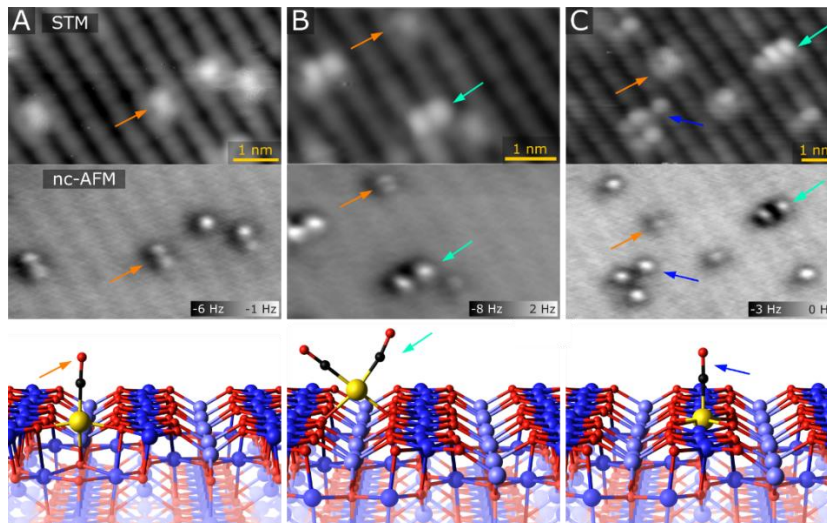 A
STM
1 nm
B
1 nm
C
1 nm
nc-AFM
-6 Hz -1 Hz
-8 Hz 2 Hz
-3 Hz 0 H